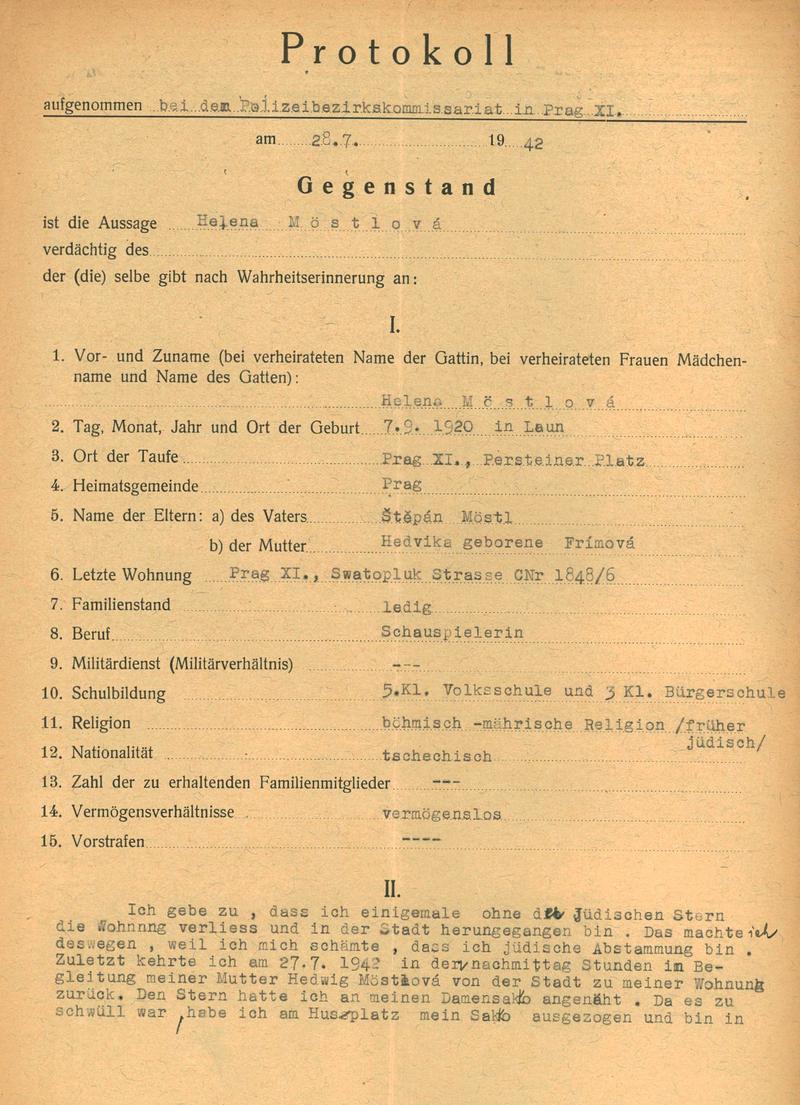 Protokoll
aufgenommen bei dem Polizeibezirkskommissariat in Prag XI.
am 28.7. 19 42
Gegenstand
ist die Aussage Helena Möstlová
verdächtig des
der (die) selbe gibt nach Wahrheitserinnerung an:
I.
1. Vor- und Zuname (bei verheirateten Name der Gattin, bei verheirateten Frauen Mädchen-
name und Name des Gatten):
Helena Möstlová
2. Tag, Monat, Jahr und Ort der Geburt 7.9. 1920 in Laun
3. Ort der Taufe Prag XI., Persteiner Platz
4. Heimatsgemeinde Prag
5. Name der Eltern: a) des Vaters Štěpán Möstl
b) der Mutter Hedvika geborene Frímová
6. Letzte Wohnung Prag XI., Swatopluk Strasse CNr 1848/6
7. Familienstand ledig
8. Beruf Schauspielerin
9. Militärdienst (Militärverhältnis) ---
10. Schulbildung 5.Kl. Volksschule und 3 Kl. Bürgerschule
11. Religion böhmisch -mährische Religion /früher
jüdisch/
12. Nationalität tschechisch
13. Zahl der zu erhaltenden Familienmitglieder ---
14. Vermögensverhältnisse vermögenslos
15. Vorstrafen ----
II.
Ich gebe zu , dass ich einigemale ohne den Jüdischen Stern
die Wohnnng verliess und in der Stadt herungegangen bin . Das machte ich
deswegen , weil ich mich schämte , dass ich jüdische Abstammung bin .
Zuletzt kehrte ich am 27.7. 1942 in der nachmittag Stunden in Be-
gleitung meiner Mutter Hedwig Möstlová von der Stadt zu meiner Wohnung
zurück. Den Stern hatte ich an meinen Damensakko angenäht . Da es zu
schwüll war , habe ich am Husplatz mein Sakko ausgezogen und bin in